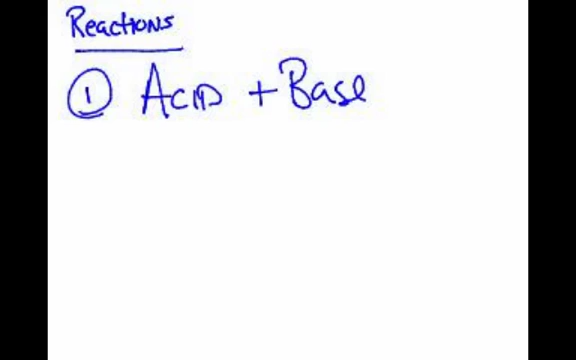 Reactions
① Acid + Base